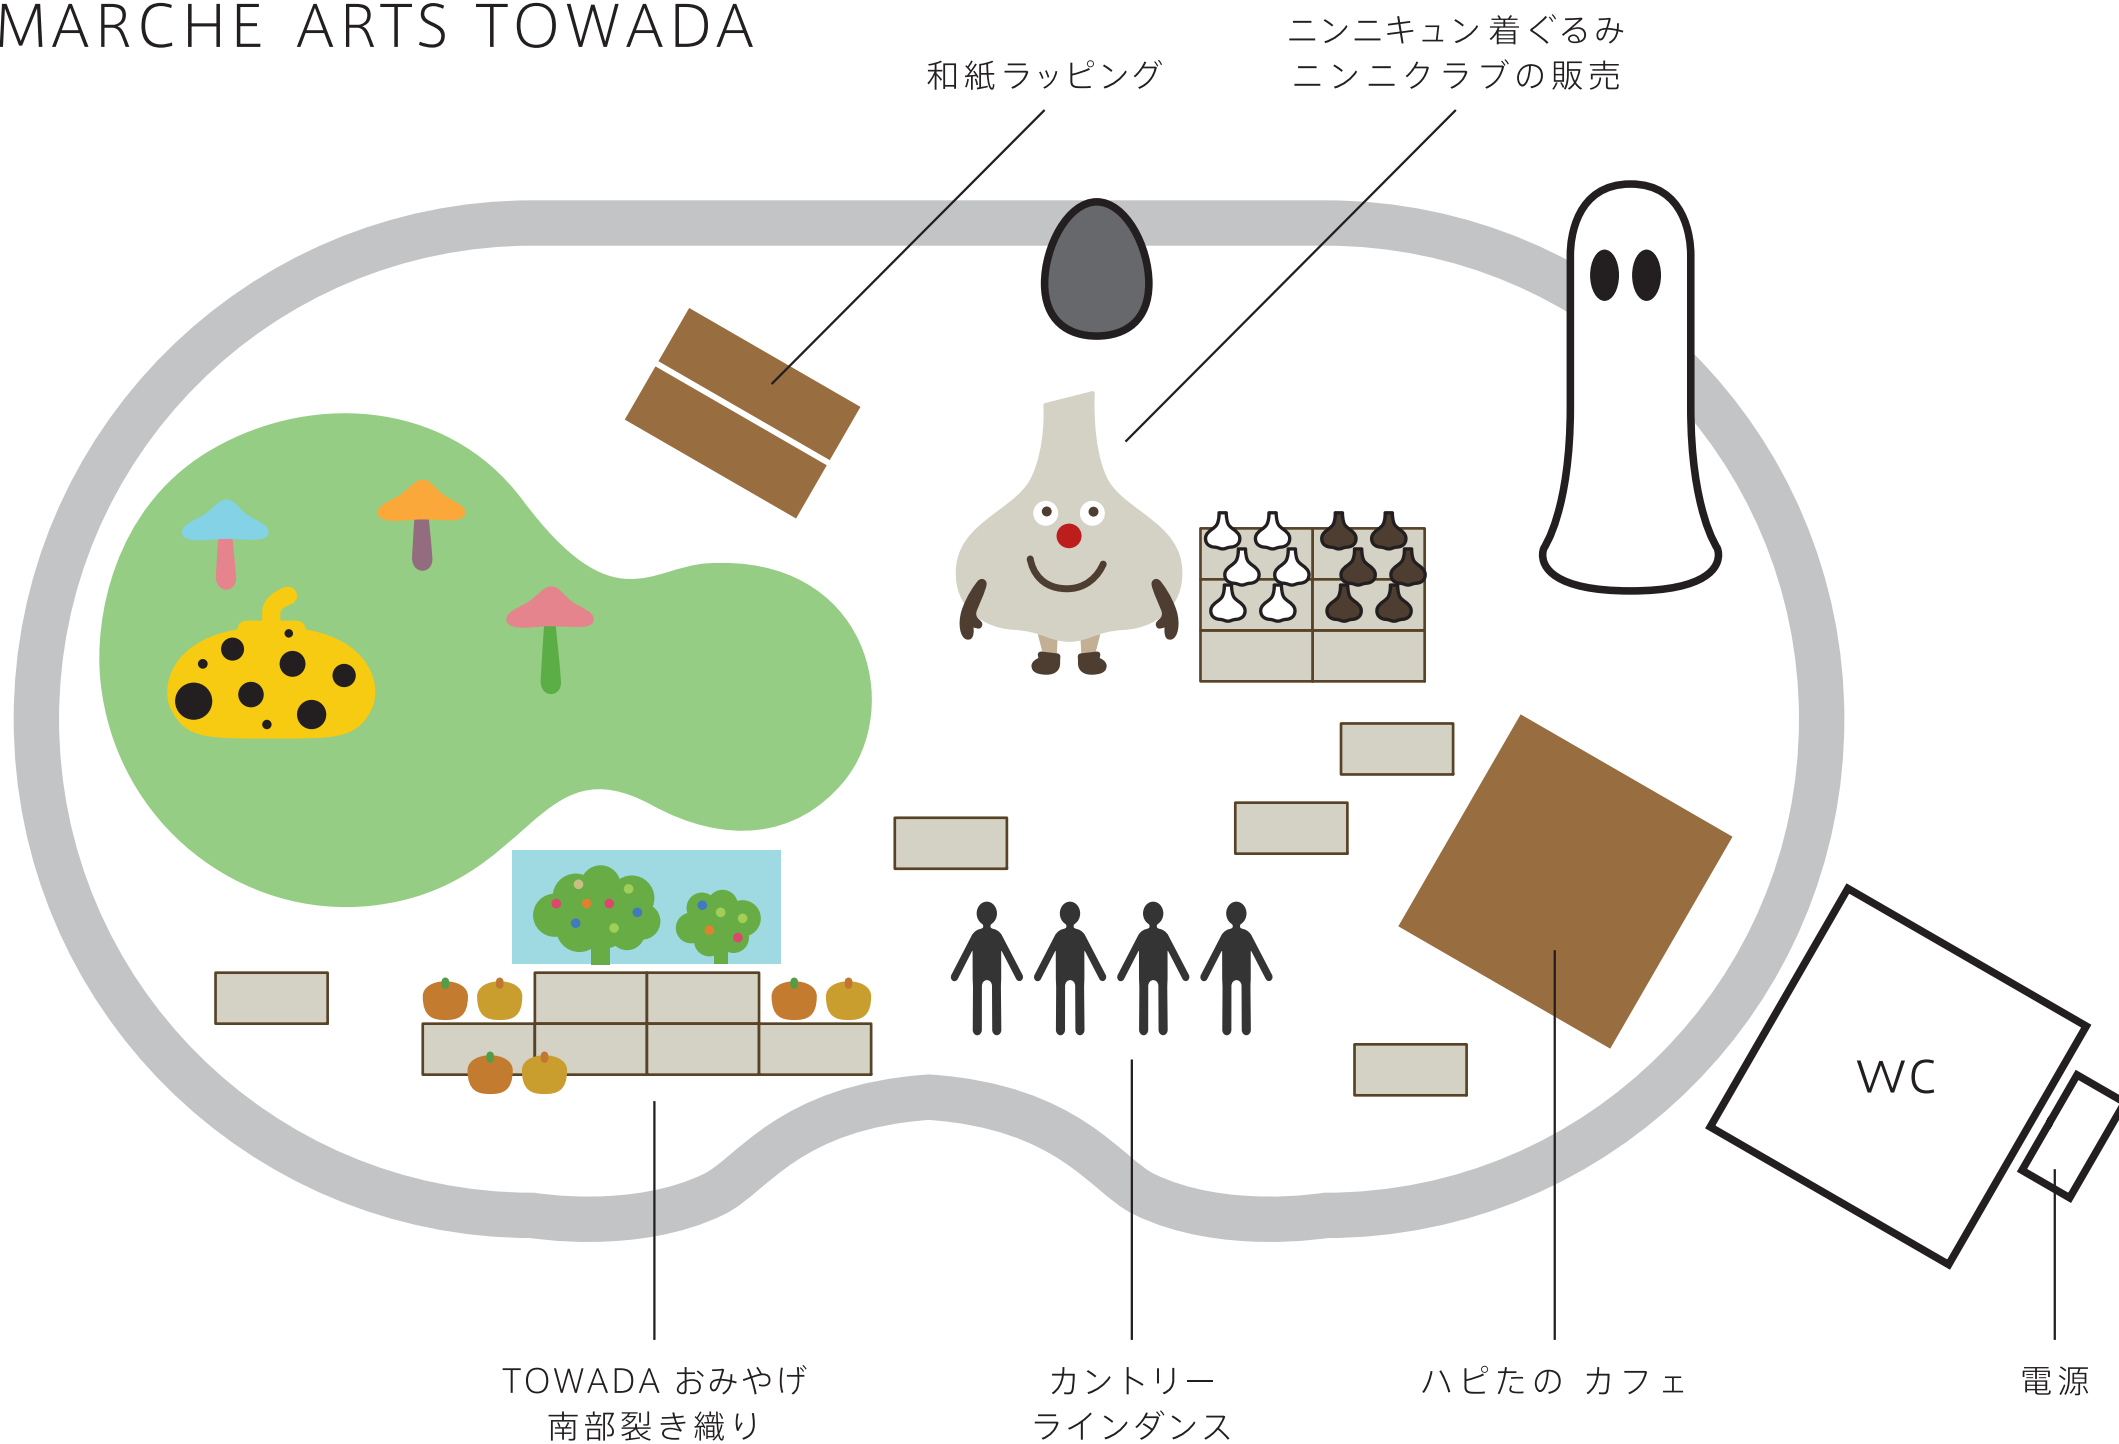 MARCHE ARTS TOWADA
和紙ラッピング
ニンニキュン着ぐるみ
ニンニクラブの販売
WC
TOWADA おみやげ
南部裂き織り
カントリー
ラインダンス
ハピたの カフェ
電源